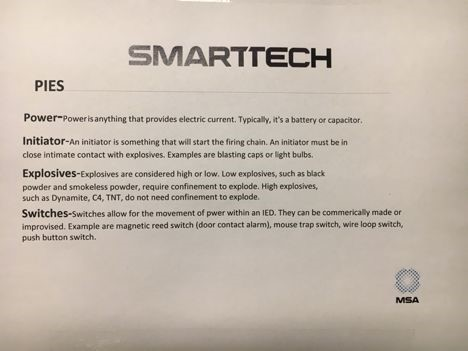 SMARTTECH
PIES
Power-Power is anything that provides electric current. Typically, it's a battery or capacitor.
Initiator-An initiator is something that will start the firing chain. An initiator must be in
close intimate contact with explosives. Examples are blasting caps or light bulbs.
Explosives-Explosives are considered high or low. Low explosives, such as black
powder and smokeless powder, require confinement to explode. High explosives,
such as Dynamite, C4, TNT, do not need confinement to explode.
Switches-Switches allow for the movement of pwer within an IED. They can be commerically made or
improvised. Example are magnetic reed switch (door contact alarm), mouse trap switch, wire loop switch,
push button switch.
MSA